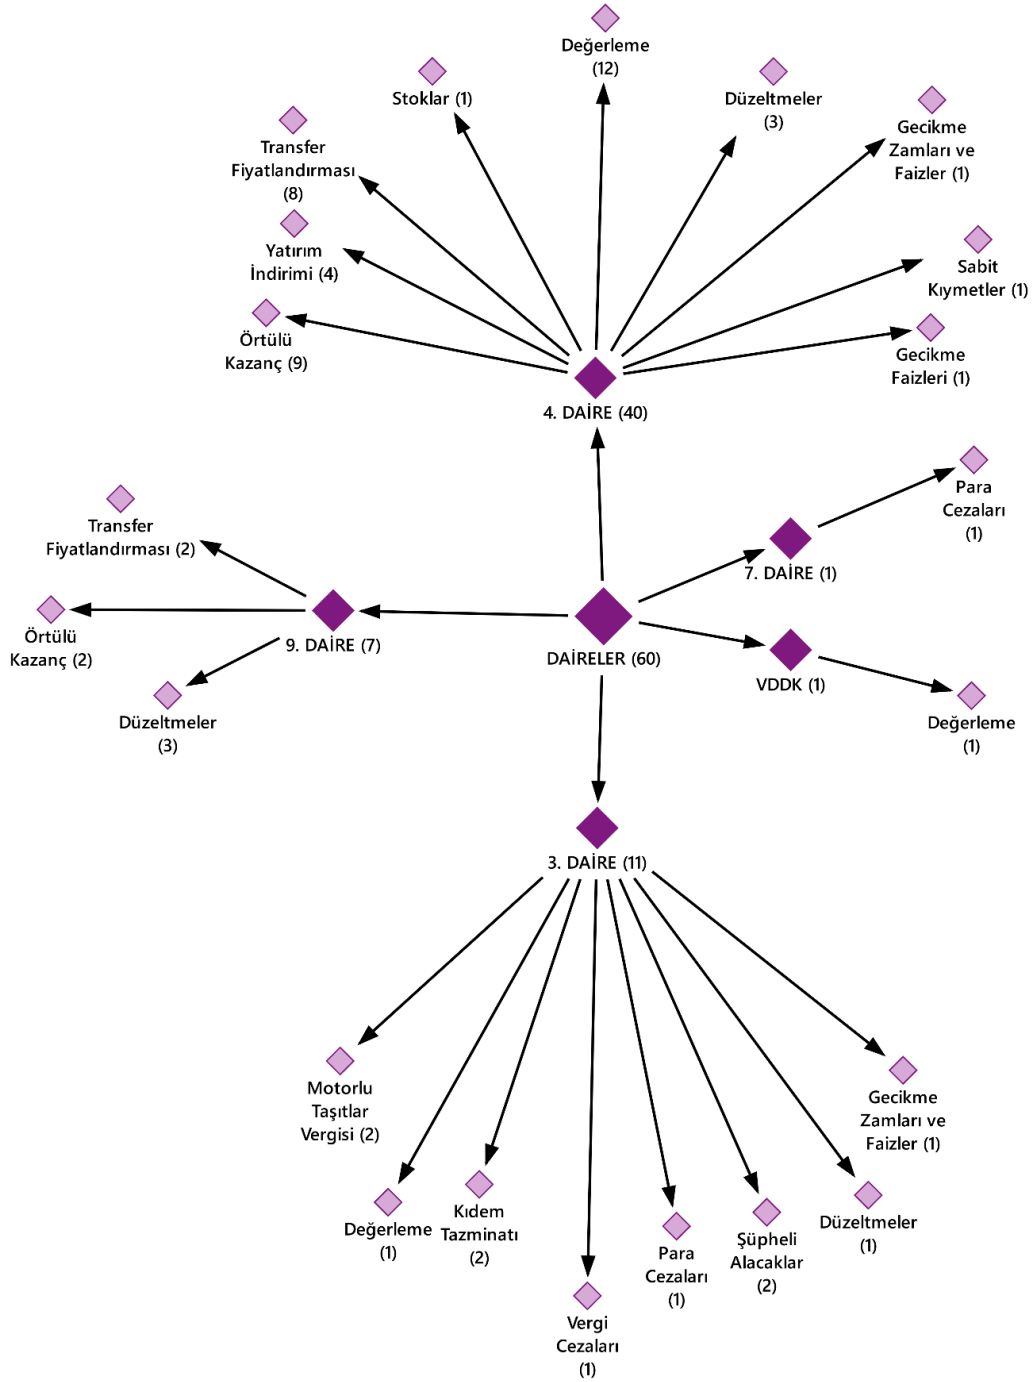 Değerleme
(12)
Stoklar (1)
Düzeltmeler
(3)
Gecikme
Zamları ve
Faizler (1)
Transfer
Fiyatlandırması
(8)
Yatırım
İndirimi (4)
Sabit
Kıymetler (1)
Örtülü
Kazanç (9)
Gecikme
Faizleri (1)
4. DAİRE (40)
Para
Cezaları
(1)
Transfer
Fiyatlandırması (2)
7. DAİRE (1)
Örtülü
Kazanç (2)
9. DAİRE (7)
DAİRELER (60)
VDDK (1)
Düzeltmeler
(3)
Değerleme
(1)
3. DAİRE (11)
Motorlu
Taşıtlar
Vergisi (2)
Gecikme
Zamları ve
Faizler (1)
Değerleme
(1)
Kıdem
Tazminatı
(2)
Vergi
Cezaları
(1)
Para
Cezaları
(1)
Şüpheli
Alacaklar
(2)
Düzeltmeler
(1)